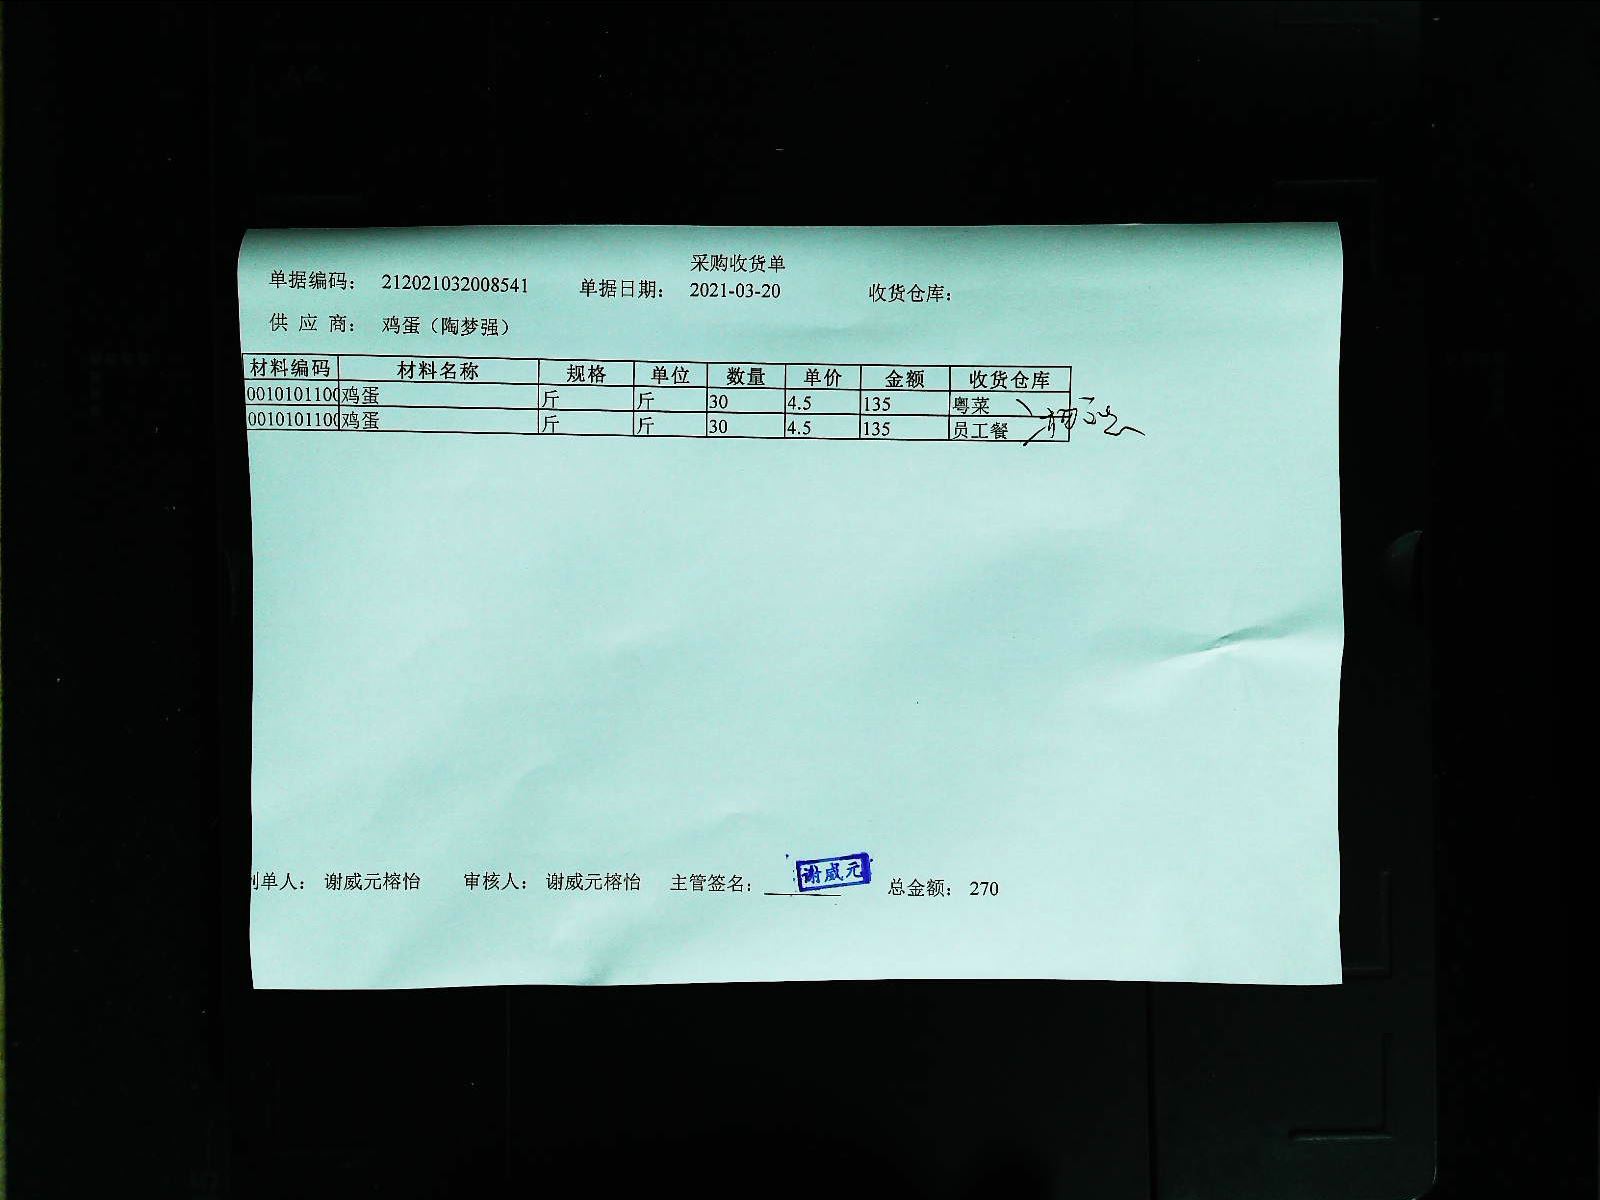 采购收货单
单据编码： 212021032008541 单据日期： 2021-03-20 收货仓库：
供 应 商： 鸡蛋（陶梦强）
材料编码 材料名称 规格 单位 数量 单价 金额 收货仓库
0010101100 鸡蛋 斤 斤 30 4.5 135 粤菜
0010101100 鸡蛋 斤 斤 30 4.5 135 员工餐
制单人： 谢威元榕怡 审核人： 谢威元榕怡 主管签名： 谢威元 总金额： 270